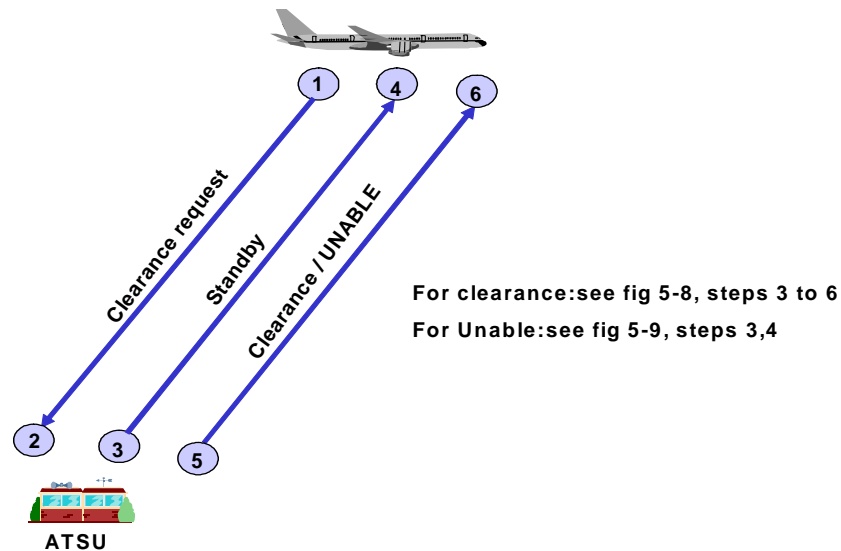 1
4
6
Clearance request
Standby
Clearance / UNABLE
For clearance:see fig 5-8, steps 3 to 6
For Unable:see fig 5-9, steps 3,4
2
3
5
ATSU